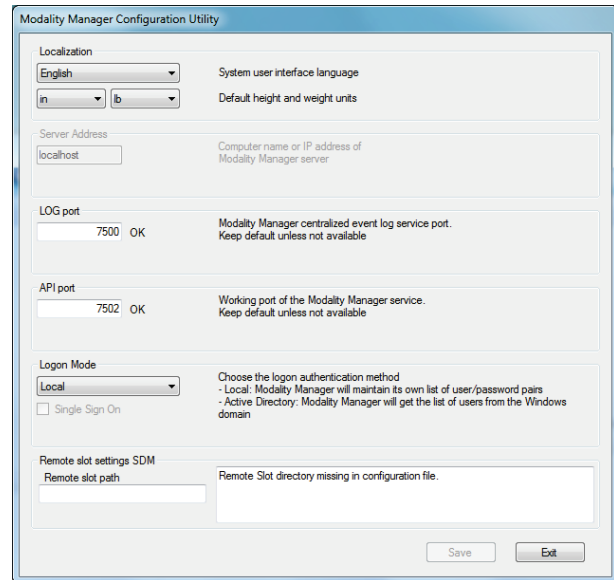 Modality Manager Configuration Utility
Localization
English
System user interface language
in
lb
Default height and weight units
Server Address
localhost
Computer name or IP address of
Modality Manager server
LOG port
7500 OK
Modality Manager centralized event log service port.
Keep default unless not available
API port
7502 OK
Working port of the Modality Manager service.
Keep default unless not available
Logon Mode
Local
Single Sign On
Choose the logon authentication method
- Local: Modality Manager will maintain its own list of user/password pairs
- Active Directory: Modality Manager will get the list of users from the Windows
domain
Remote slot settings SDM
Remote slot path
Remote Slot directory missing in configuration file.
Save
Exit